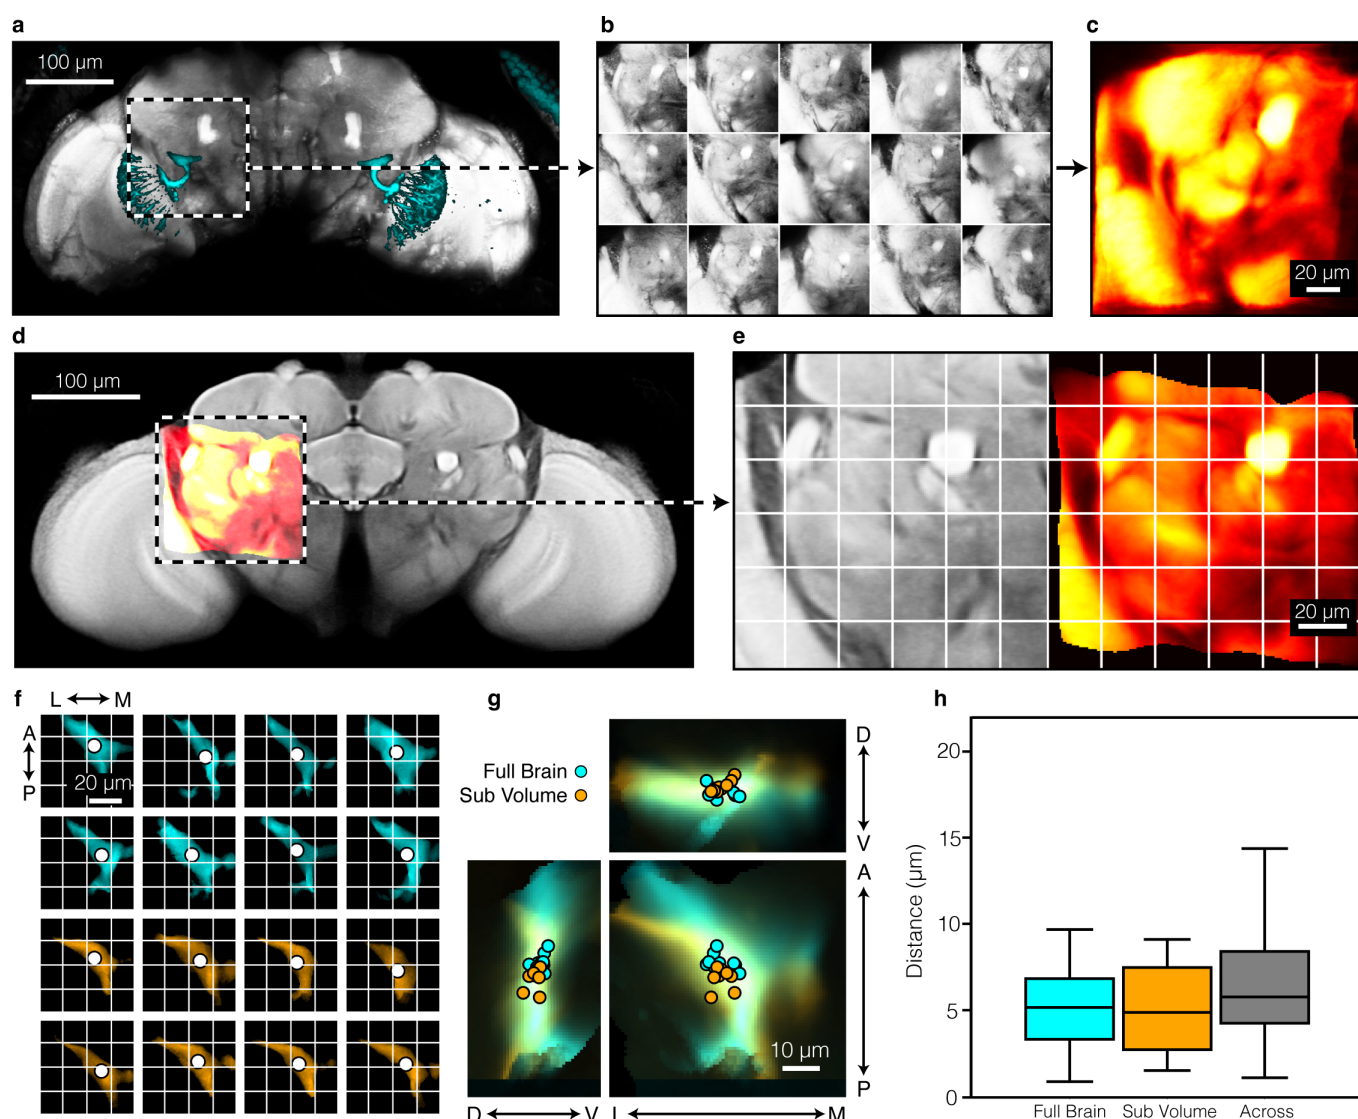 a
100 µm
b
c
20 µm
d
100 µm
e
20 µm
f
L M
A
P
20 µm
g
Full Brain
Sub Volume
D
V
A
P
10 µm
D V
L M
h
Distance (µm)
20
15
10
5
0
Full Brain Sub Volume Across